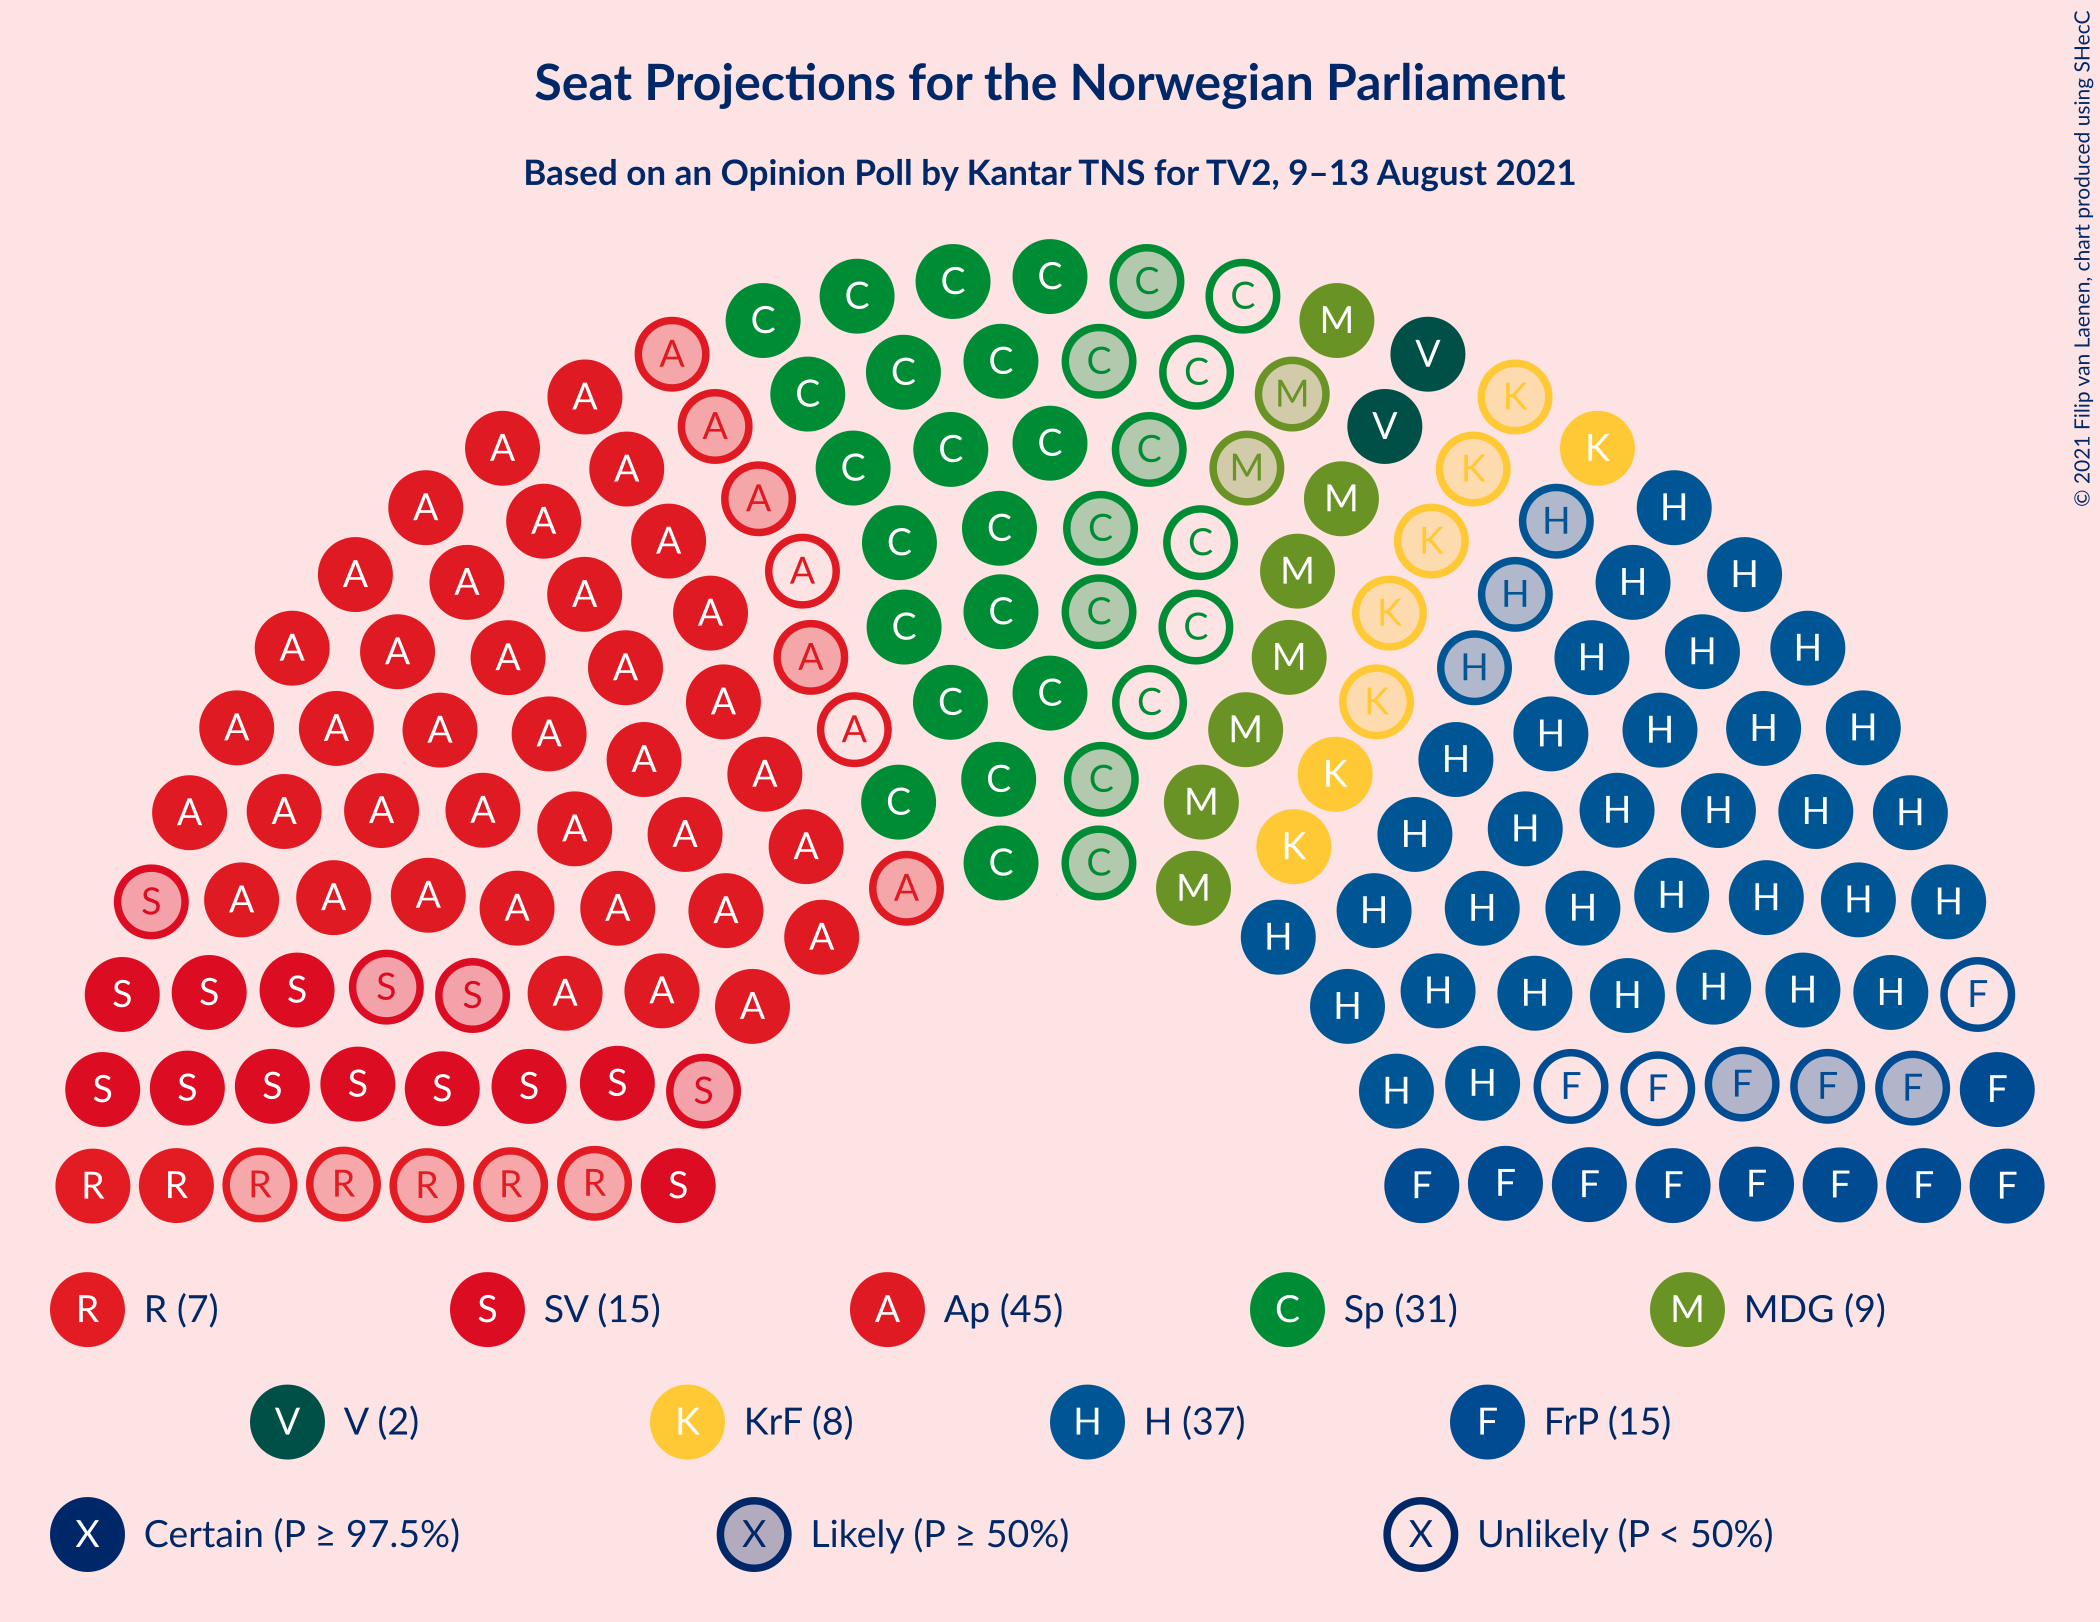 Seat Projections for the Norwegian Parliament
Based on an Opinion Poll by Kantar TNS for TV2, 9–13 August 2021
© 2021 Filip van Laenen, chart produced using SHecC
C C C C C
C M
A C C C C V
A C M K
A A C C C V K
A C M K
A A M H
A A C C C C K H
A A A A M H H H
A C C C C K
A A A A A M H H H H
A C C C K
A A A A A M H H H H
A A C C K H
A A A A A A A C M K H H H H H H
S A A A A A A A C C M H H H H H H H
S S S S S A A A A H H H H H H H H F
S S S S S S S S H H F F F F F F
R R R R R R R S F F F F F F F F
R R (7) S SV (15) A Ap (45) C Sp (31) M MDG (9)
V V (2) K KrF (8) H H (37) F FrP (15)
X Certain (P ≥ 97.5%) X Likely (P ≥ 50%) X Unlikely (P < 50%)